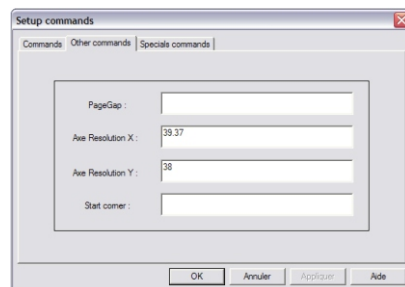 Setup commands
Commands Other commands Specials commands
PageGap :
Axe Resolution X : 39.37
Axe Resolution Y : 38
Start corner :
OK Annuler Appliquer Aide